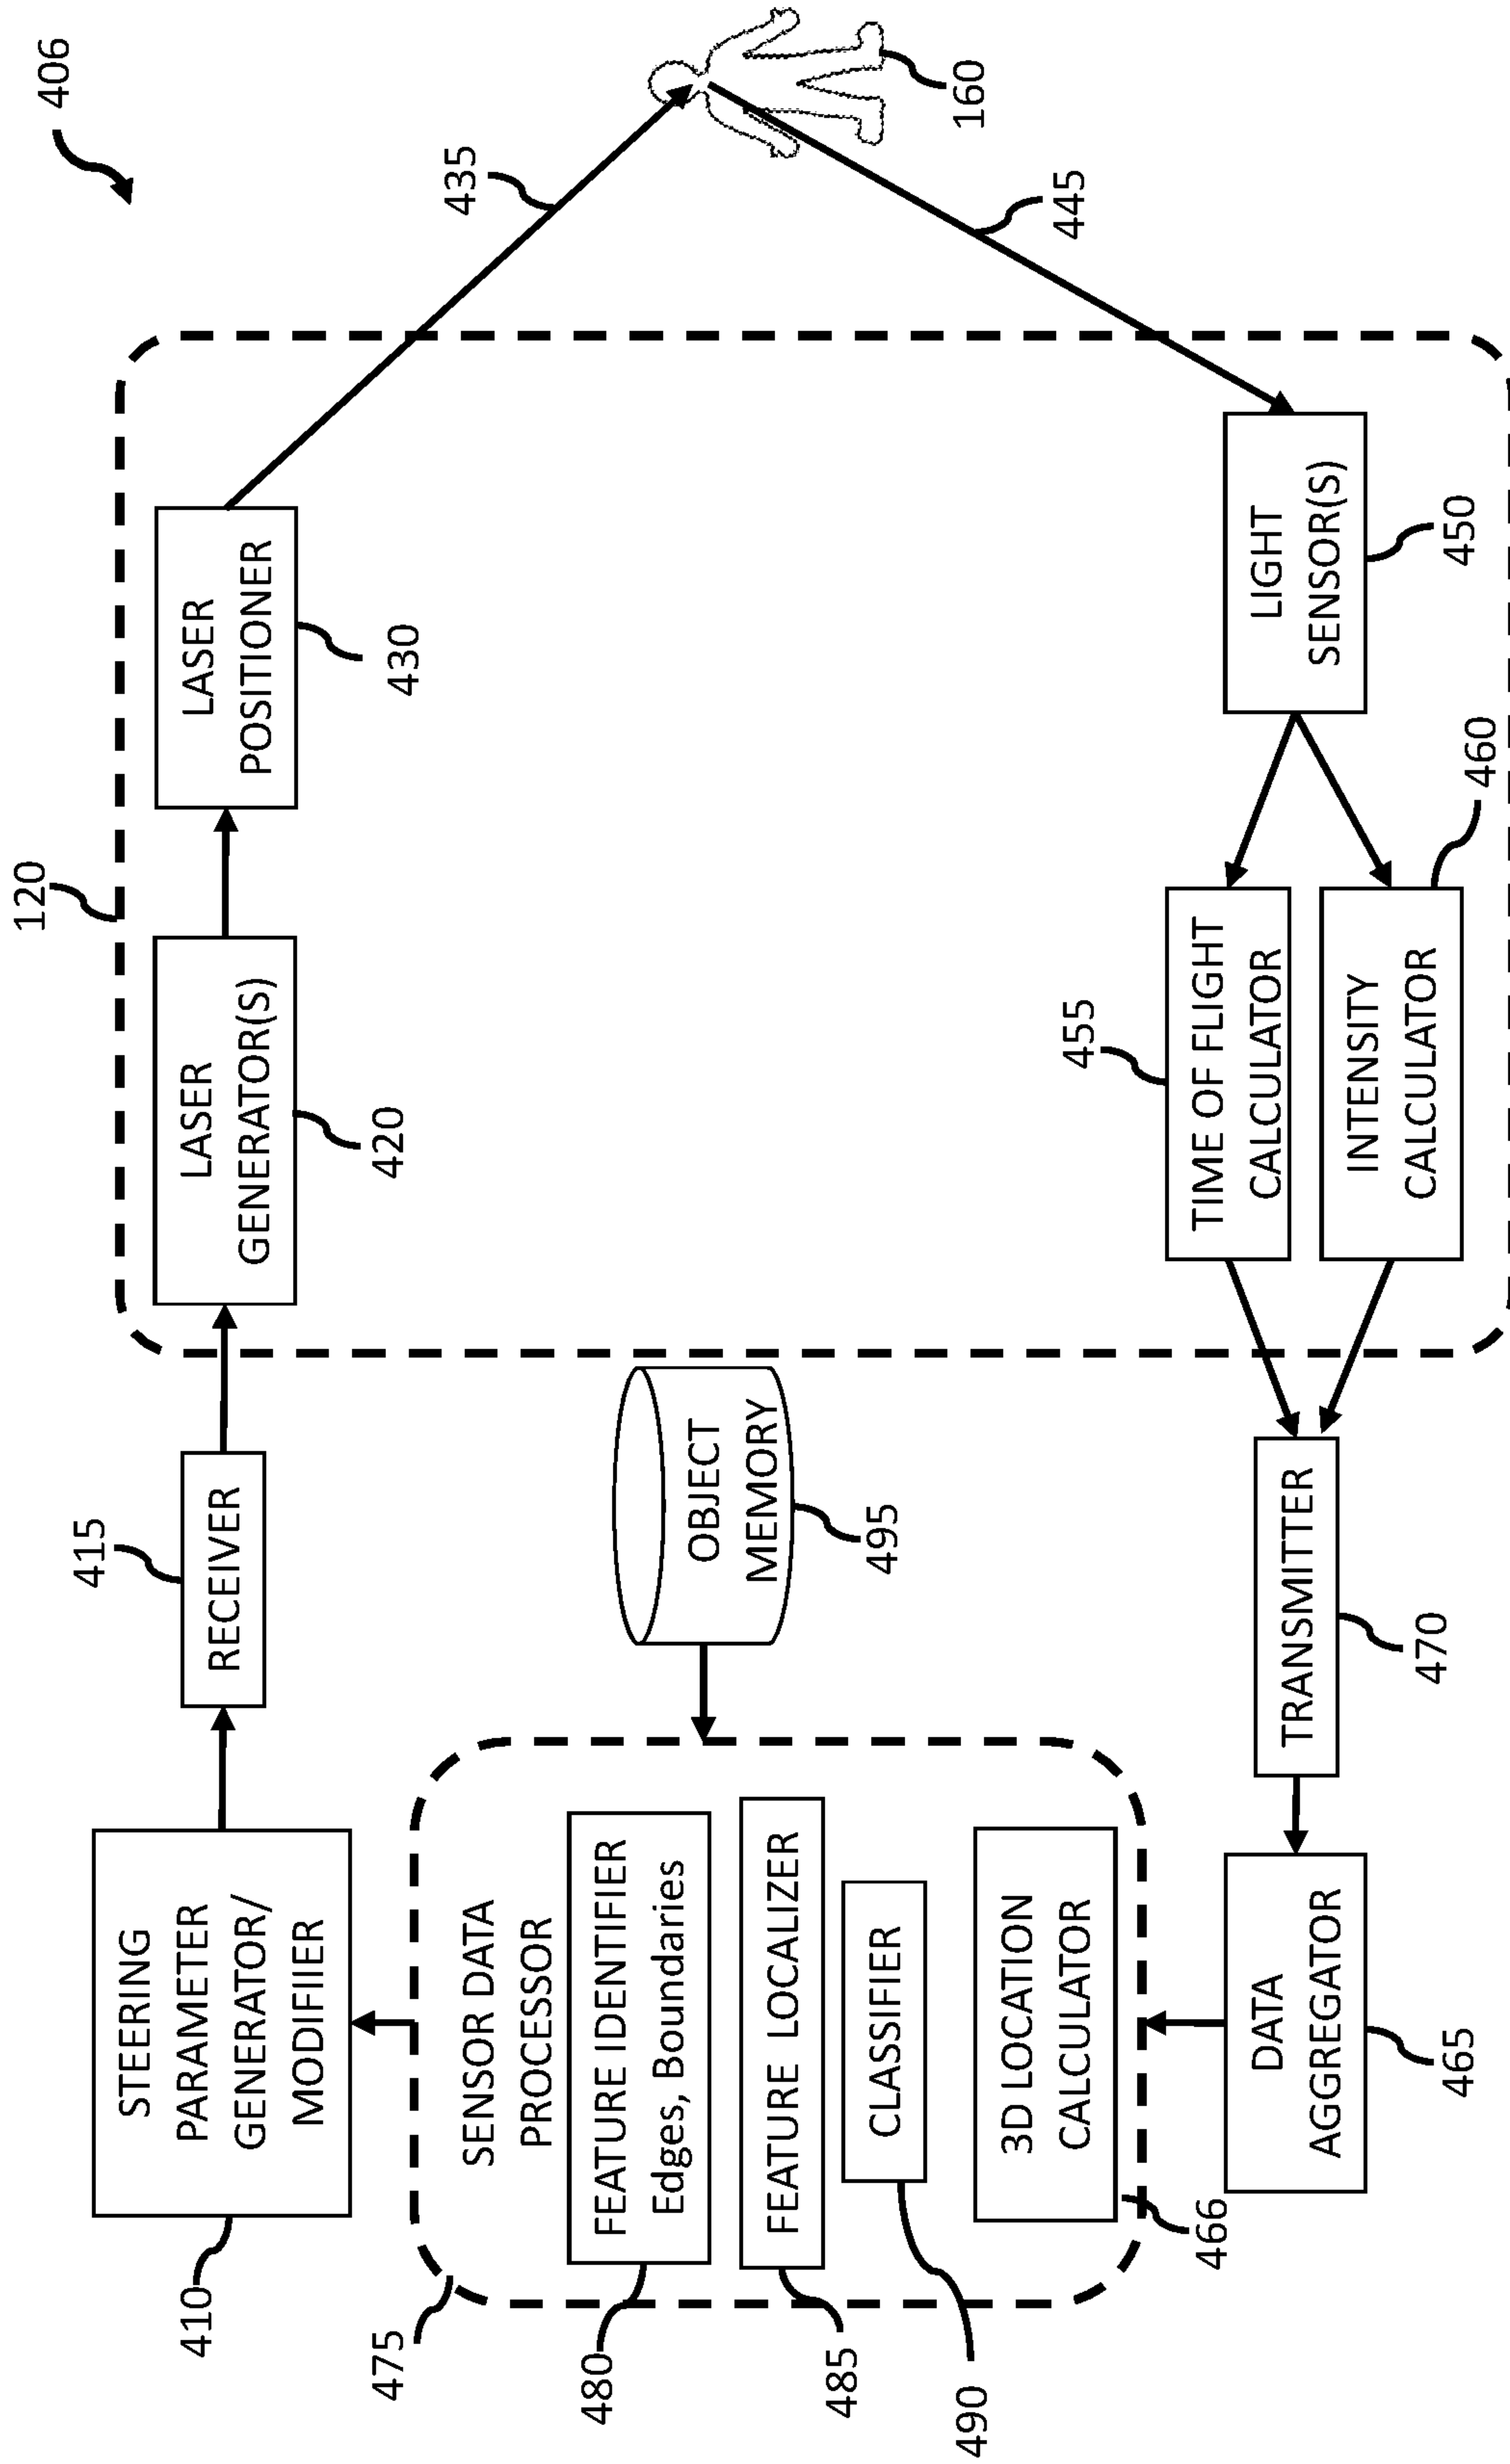 406
120
STEERING
PARAMETER
GENERATOR/
MODIFIIER
410
415
RECEIVER
LASER
GENERATOR(S)
420
LASER
POSITIONER
430
435
160
445
475
SENSOR DATA
PROCESSOR
FEATURE IDENTIFIER
Edges, Boundaries
480
FEATURE LOCALIZER
485
CLASSIFIER
490
3D LOCATION
CALCULATOR
466
OBJECT
MEMORY
495
DATA
AGGREGATOR
465
TRANSMITTER
470
455
TIME OF FLIGHT
CALCULATOR
INTENSITY
CALCULATOR
460
LIGHT
SENSOR(S)
450